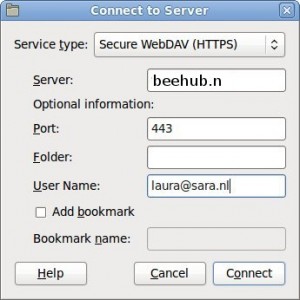 Connect to Server
Service type: Secure WebDAV (HTTPS)
Server: beehub.n
Optional information:
Port: 443
Folder:
User Name: laura@sara.nl
Add bookmark
Bookmark name:
Help Cancel Connect